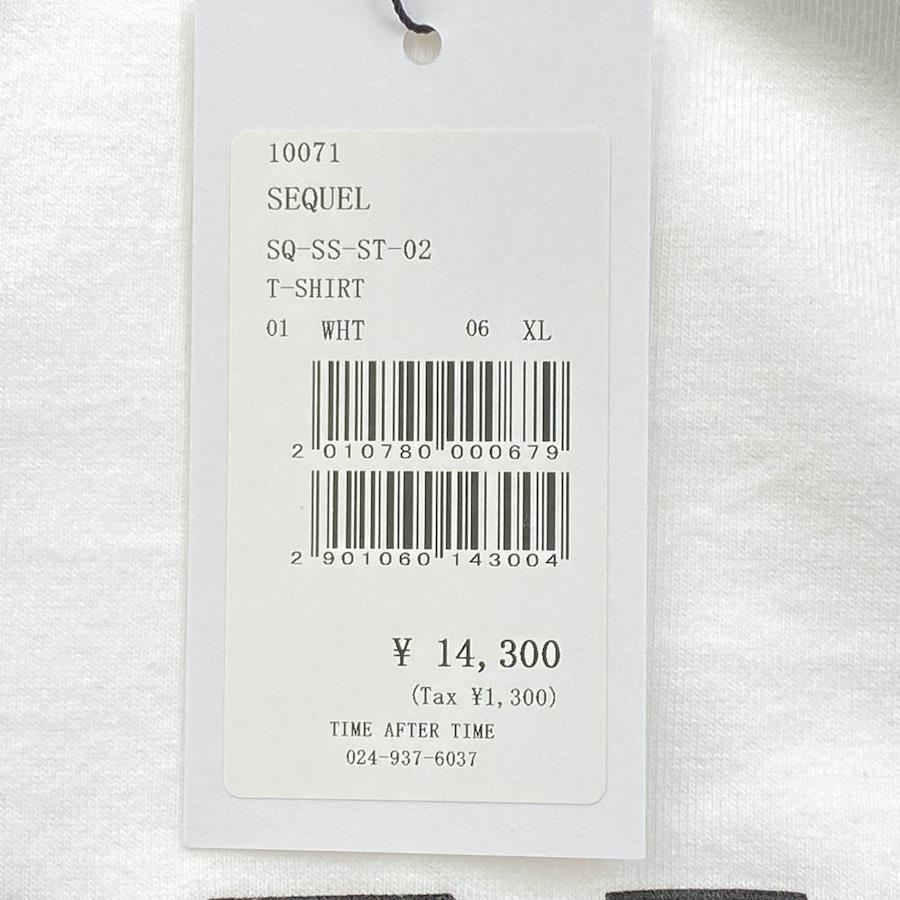 10071
SEQUEL
SQ-SS-ST-02
T-SHIRT
01 WHT 06 XL
2 010780 000679
2 901060 143004
¥ 14,300
(Tax ¥1,300)
TIME AFTER TIME
024-937-6037